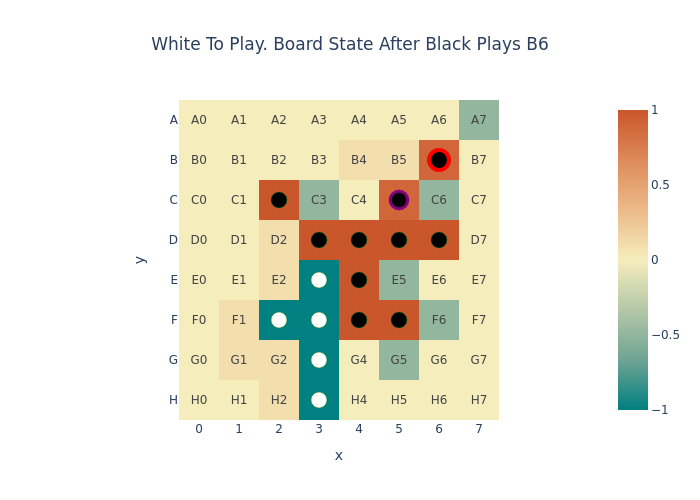 White To Play. Board State After Black Plays B6
A A0 A1 A2 A3 A4 A5 A6 A7
B B0 B1 B2 B3 B4 B5 B7
C C0 C1 C3 C4 C6 C7
D D0 D1 D2 D7
E E0 E1 E2 E5 E6 E7
F F0 F1 F6 F7
G G0 G1 G2 G4 G5 G6 G7
H H0 H1 H2 H4 H5 H6 H7
0 1 2 3 4 5 6 7
x
y
1
0.5
0
−0.5
−1